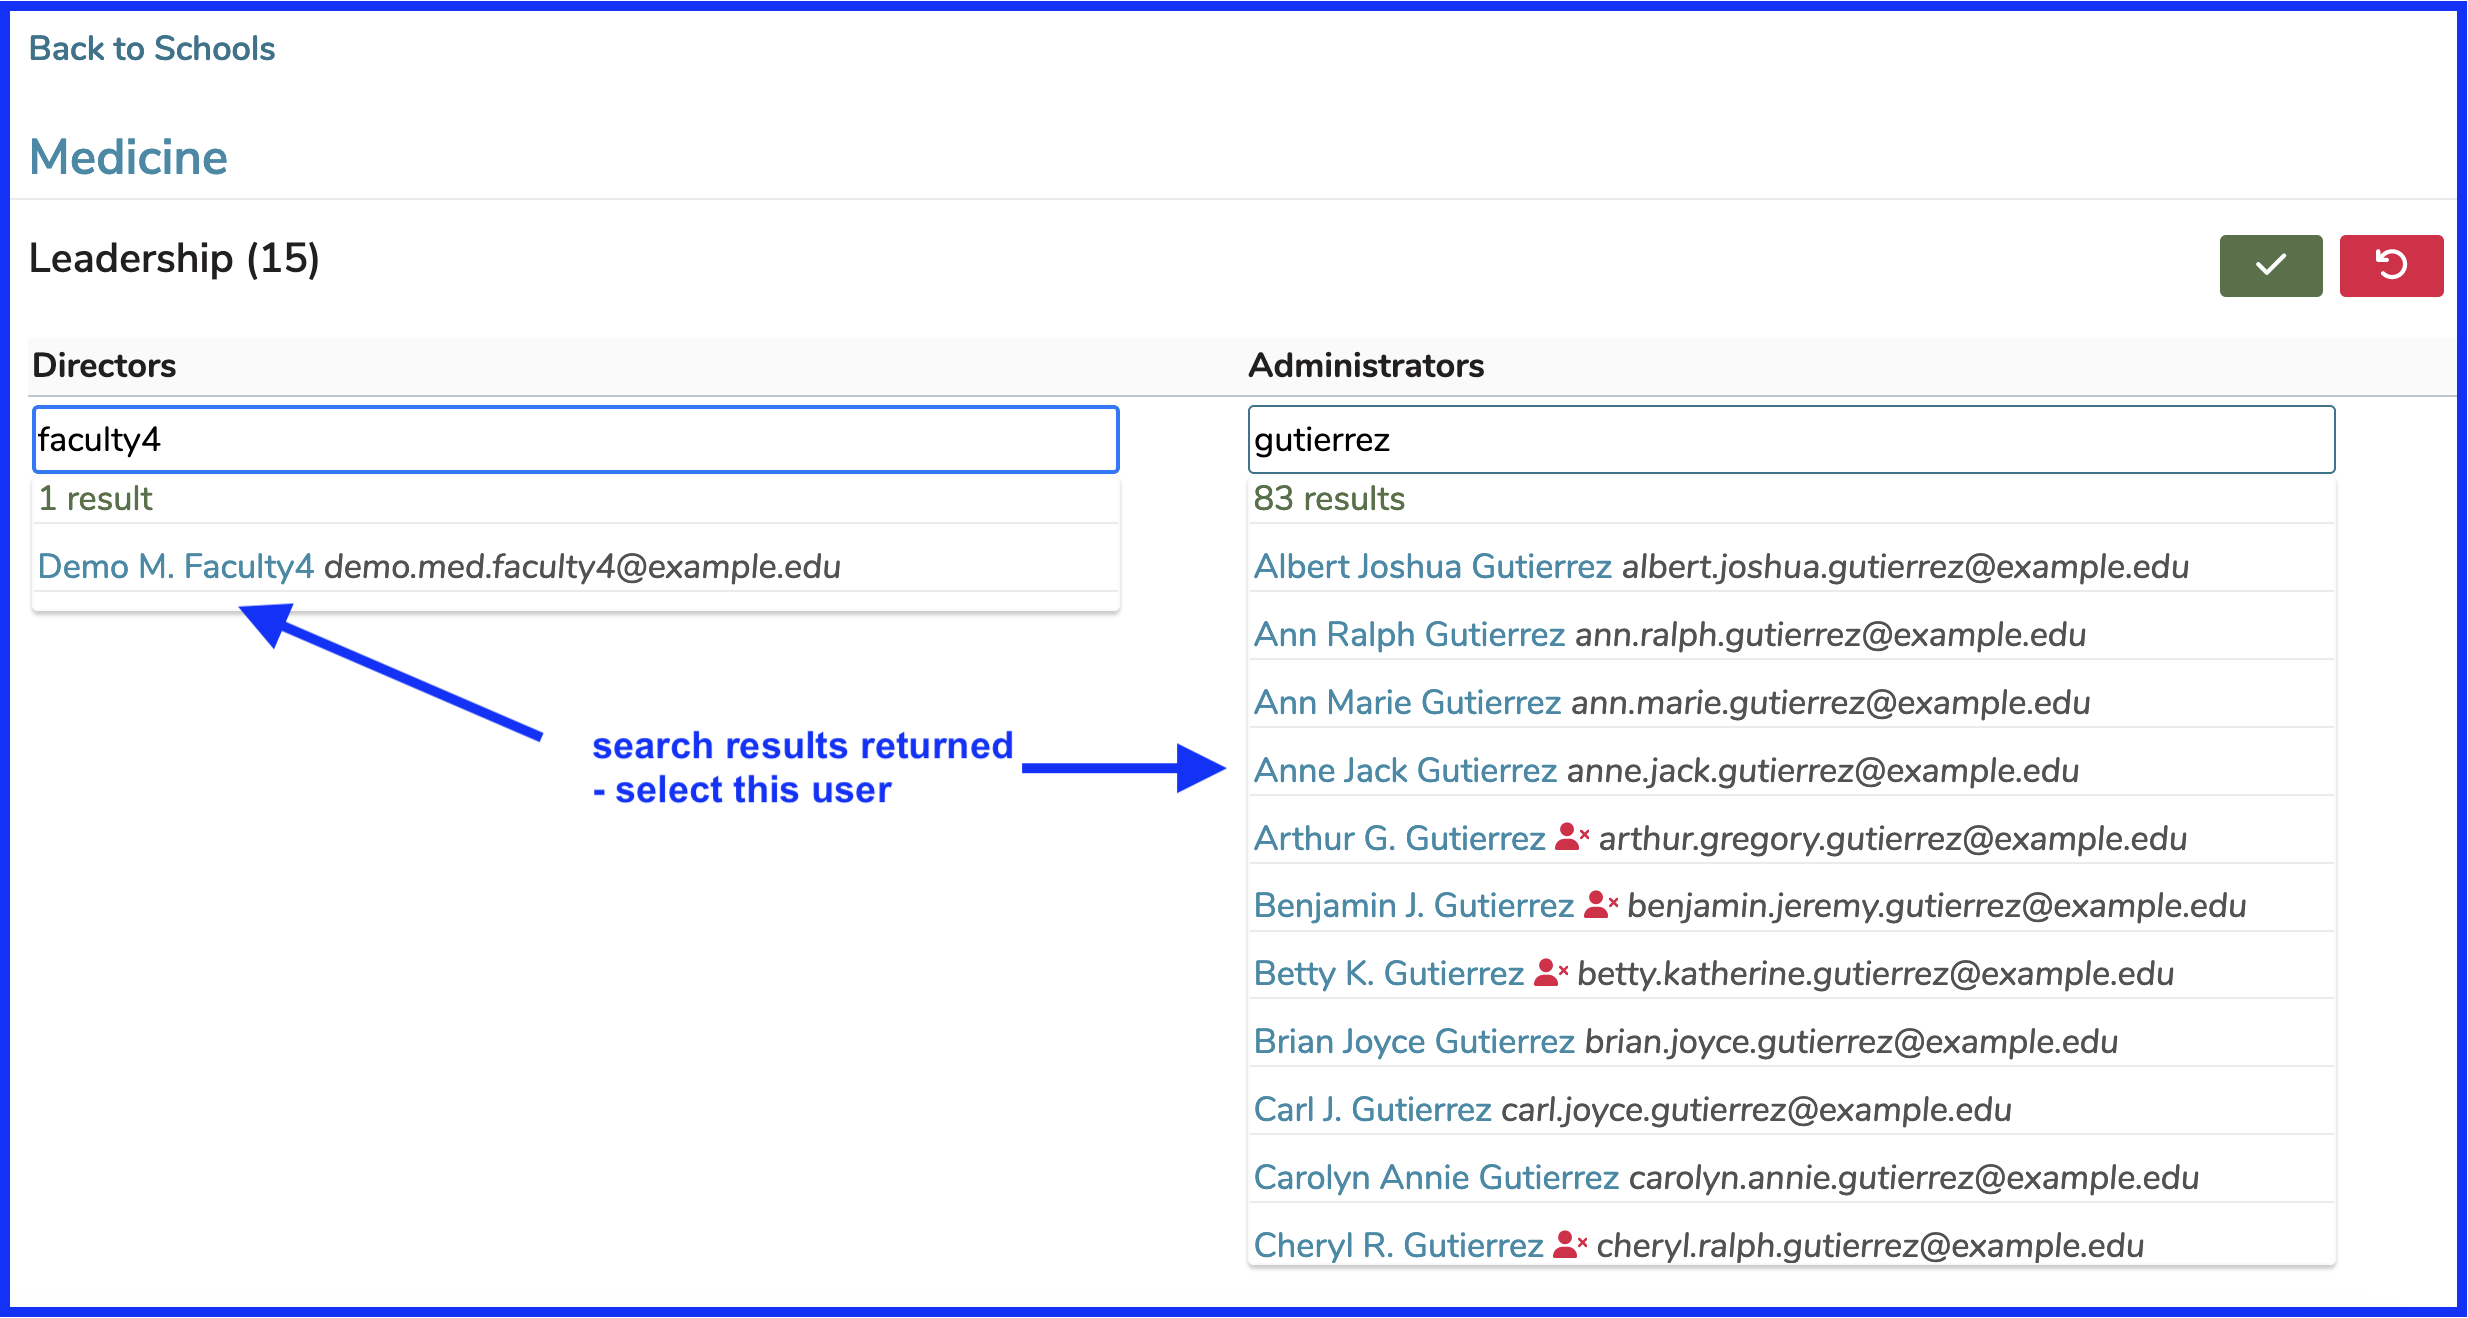 Back to Schools
Medicine
Leadership (15)
Directors
faculty4
1 result
Demo M. Faculty4 demo.med.faculty4@example.edu
search results returned
- select this user
Administrators
gutierrez
83 results
Albert Joshua Gutierrez albert.joshua.gutierrez@example.edu
Ann Ralph Gutierrez ann.ralph.gutierrez@example.edu
Ann Marie Gutierrez ann.marie.gutierrez@example.edu
Anne Jack Gutierrez anne.jack.gutierrez@example.edu
Arthur G. Gutierrez arthur.gregory.gutierrez@example.edu
Benjamin J. Gutierrez benjamin.jeremy.gutierrez@example.edu
Betty K. Gutierrez betty.katherine.gutierrez@example.edu
Brian Joyce Gutierrez brian.joyce.gutierrez@example.edu
Carl J. Gutierrez carl.joyce.gutierrez@example.edu
Carolyn Annie Gutierrez carolyn.annie.gutierrez@example.edu
Cheryl R. Gutierrez cheryl.ralph.gutierrez@example.edu